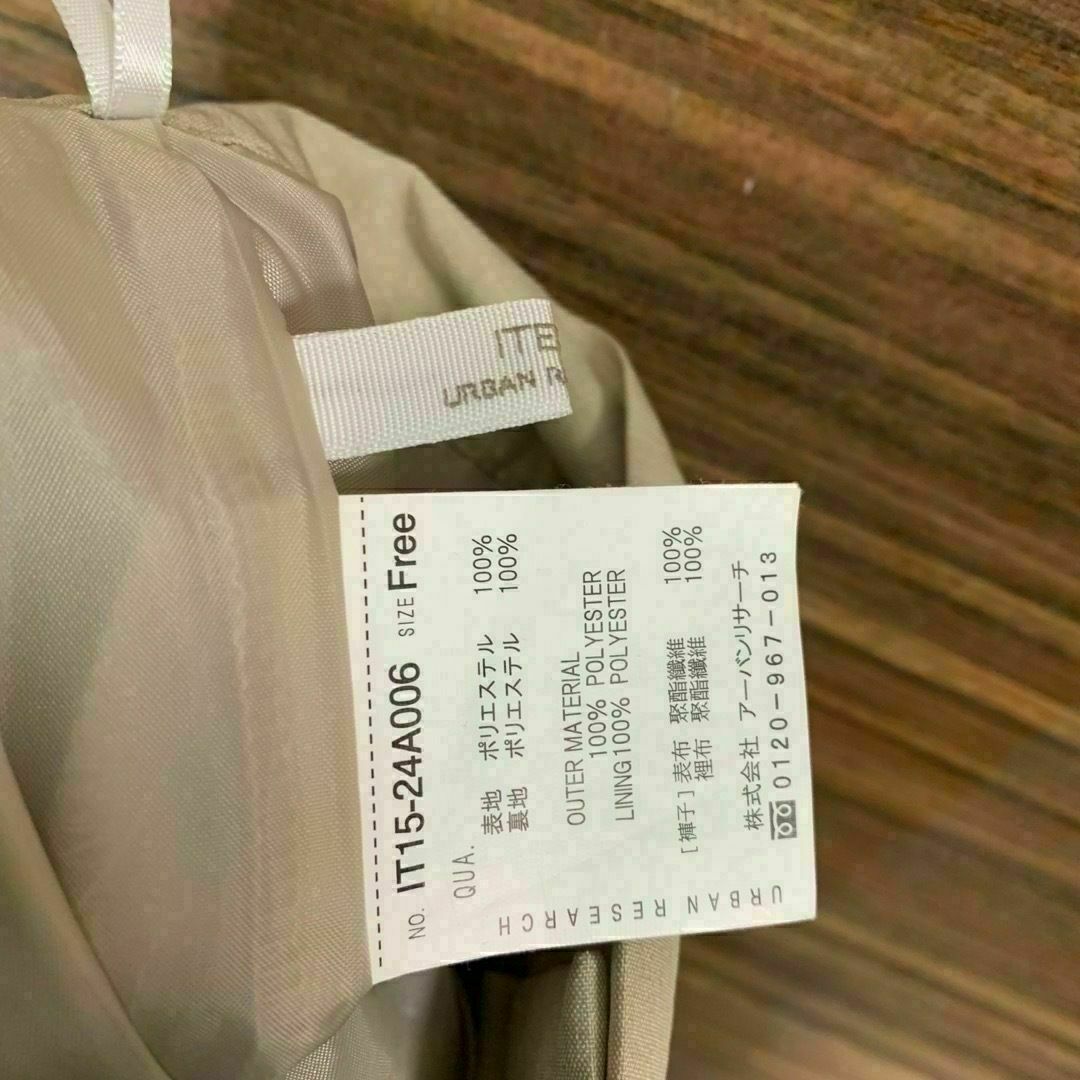 ITE
URBAN R
NO. IT15-24A006 SIZE Free
QUA.
表地 ポリエステル 100%
裏地 ポリエステル 100%
OUTER MATERIAL
100% POLYESTER
LINING100% POLYESTER
[褲子]表布 聚酯纖維 100%
裡布 聚酯纖維 100%
株式会社 アーバンリサーチ
0120-967-013
URBAN RESEARCH